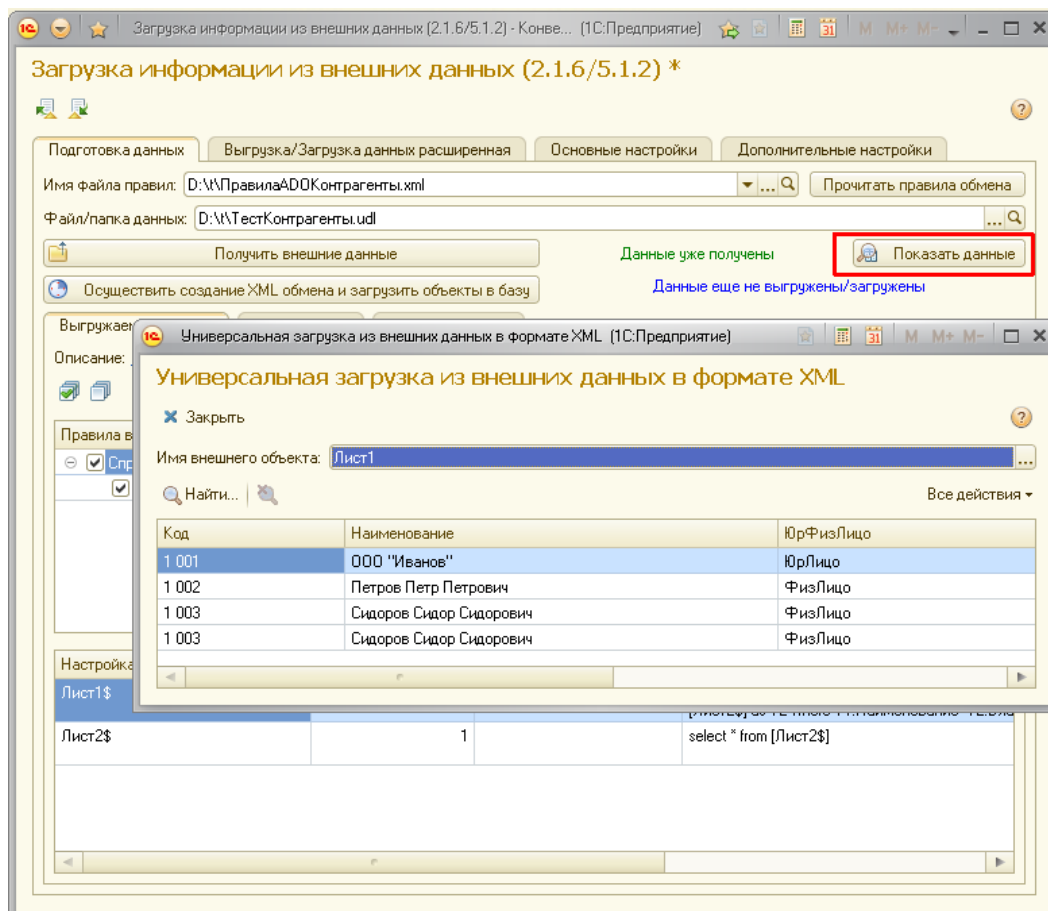 Загрузка информации из внешних данных (2.1.6/5.1.2) - Конве... (1С:Предприятие) 31 M M+ M-
Загрузка информации из внешних данных (2.1.6/5.1.2) *
Подготовка данных Выгрузка/Загрузка данных расширенная Основные настройки Дополнительные настройки
Имя файла правил: D:\t\ПравилаADOКонтрагенты.xml ... Прочитать правила обмена
Файл/папка данных: D:\t\ТестКонтрагенты.udl ...
Получить внешние данные Данные уже получены Показать данные
Осуществить создание XML обмена и загрузить объекты в базу Данные еще не выгружены/загружены
Выгружаем
Универсальная загрузка из внешних данных в формате XML (1С:Предприятие) 31 M M+ M-
Описание:
Универсальная загрузка из внешних данных в формате XML
Закрыть
Правила в
Имя внешнего объекта: Лист1 ...
Спр
Найти... Все действия
Код Наименование ЮрФизЛицо
1 001 ООО "Иванов" ЮрЛицо
1 002 Петров Петр Петрович ФизЛицо
1 003 Сидоров Сидор Сидорович ФизЛицо
1 003 Сидоров Сидор Сидорович ФизЛицо
Настройка
Лист1$
Лист2$ 1 select * from [Лист2$]